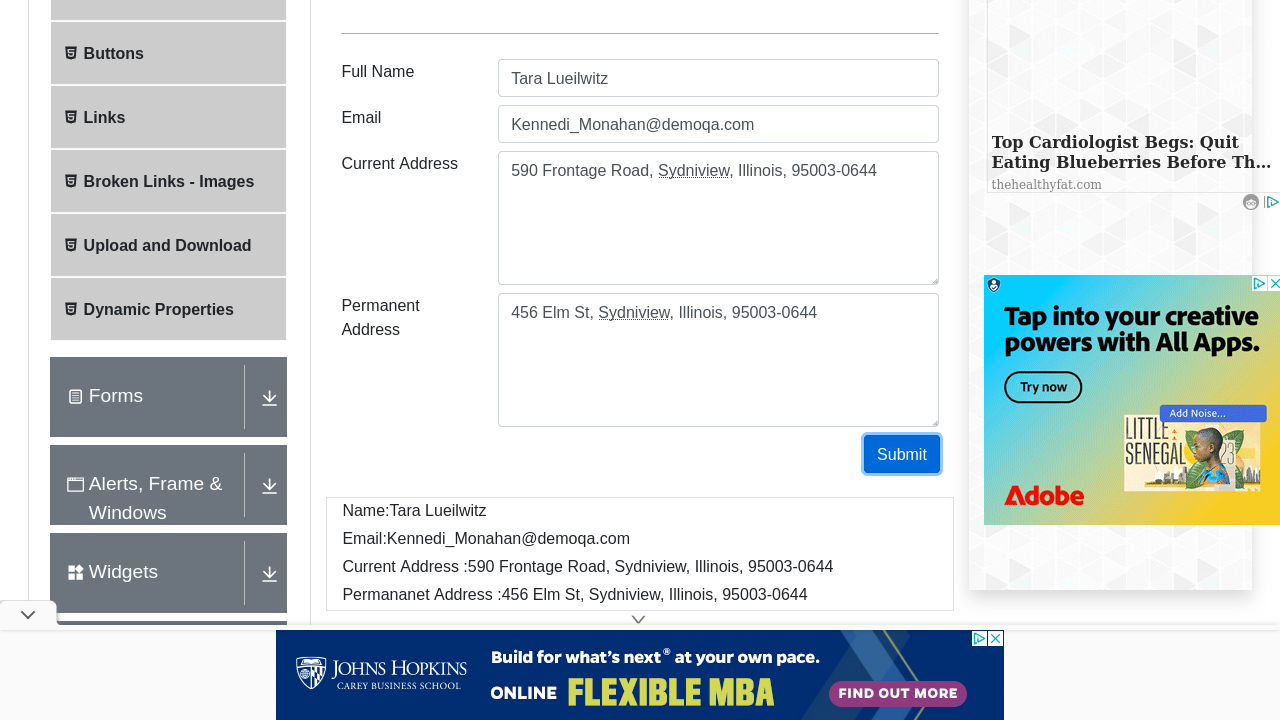 Buttons
Links
Broken Links - Images
Upload and Download
Dynamic Properties
Forms
Alerts, Frame &
Windows
Widgets
Full Name
Tara Lueilwitz
Email
Kennedi_Monahan@demoqa.com
Current Address
590 Frontage Road, Sydniview, Illinois, 95003-0644
Permanent
Address
456 Elm St, Sydniview, Illinois, 95003-0644
Submit
Name:Tara Lueilwitz
Email:Kennedi_Monahan@demoqa.com
Current Address :590 Frontage Road, Sydniview, Illinois, 95003-0644
Permananet Address :456 Elm St, Sydniview, Illinois, 95003-0644
Top Cardiologist Begs: Quit
Eating Blueberries Before Th...
thehealthyfat.com
Tap into your creative
powers with All Apps.
Try now
Add Noise...
LITTLE
SENEGAL
23
Adobe
JOHNS HOPKINS
CAREY BUSINESS SCHOOL
Build for what's next® at your own pace.
ONLINE FLEXIBLE MBA
FIND OUT MORE